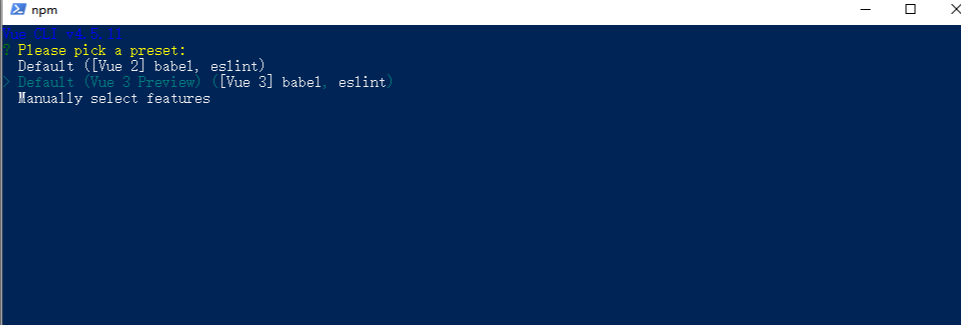 npm
Vue CLI v4.5.11
? Please pick a preset:
Default ([Vue 2] babel, eslint)
> Default (Vue 3 Preview) ([Vue 3] babel, eslint)
Manually select features